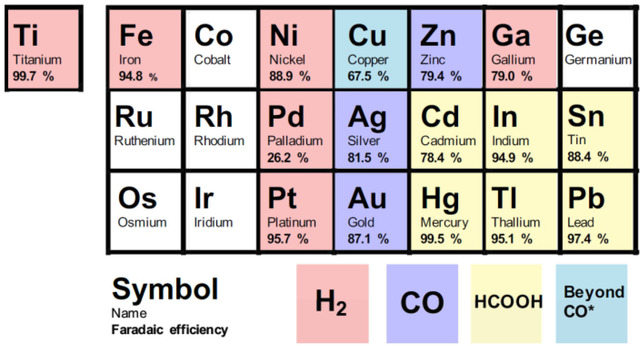 Ti
Titanium
99.7 %
Fe
Iron
94.8 %
Co
Cobalt
Ni
Nickel
88.9 %
Cu
Copper
67.5 %
Zn
Zinc
79.4 %
Ga
Gallium
79.0 %
Ge
Germanium
Ru
Ruthenium
Rh
Rhodium
Pd
Palladium
26.2 %
Ag
Silver
81.5 %
Cd
Cadmium
78.4 %
In
Indium
94.9 %
Sn
Tin
88.4 %
Os
Osmium
Ir
Iridium
Pt
Platinum
95.7 %
Au
Gold
87.1 %
Hg
Mercury
99.5 %
Tl
Thallium
95.1 %
Pb
Lead
97.4 %
Symbol
Name
Faradaic efficiency
H₂
CO
HCOOH
Beyond
CO*